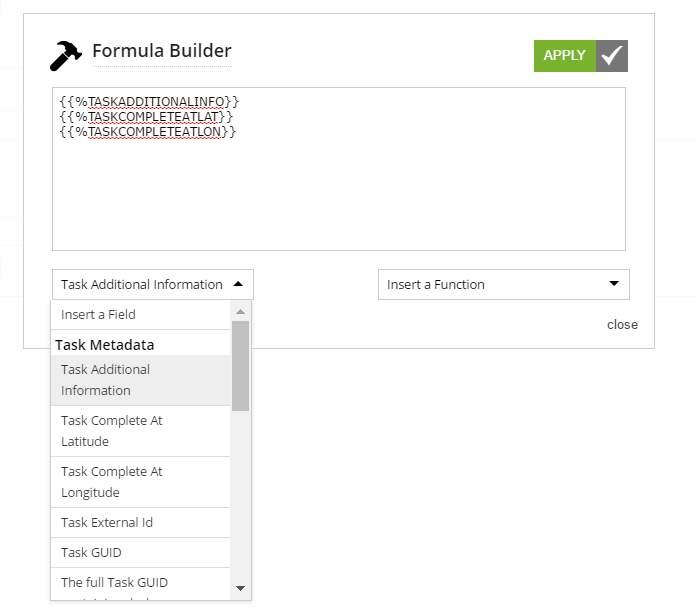 Formula Builder
APPLY
{{%TASKADDITIONALINFO}}
{{%TASKCOMPLETEATLAT}}
{{%TASKCOMPLETEATLON}}
Task Additional Information
Insert a Function
Insert a Field
close
Task Metadata
Task Additional
Information
Task Complete At
Latitude
Task Complete At
Longitude
Task External Id
Task GUID
The full Task GUID